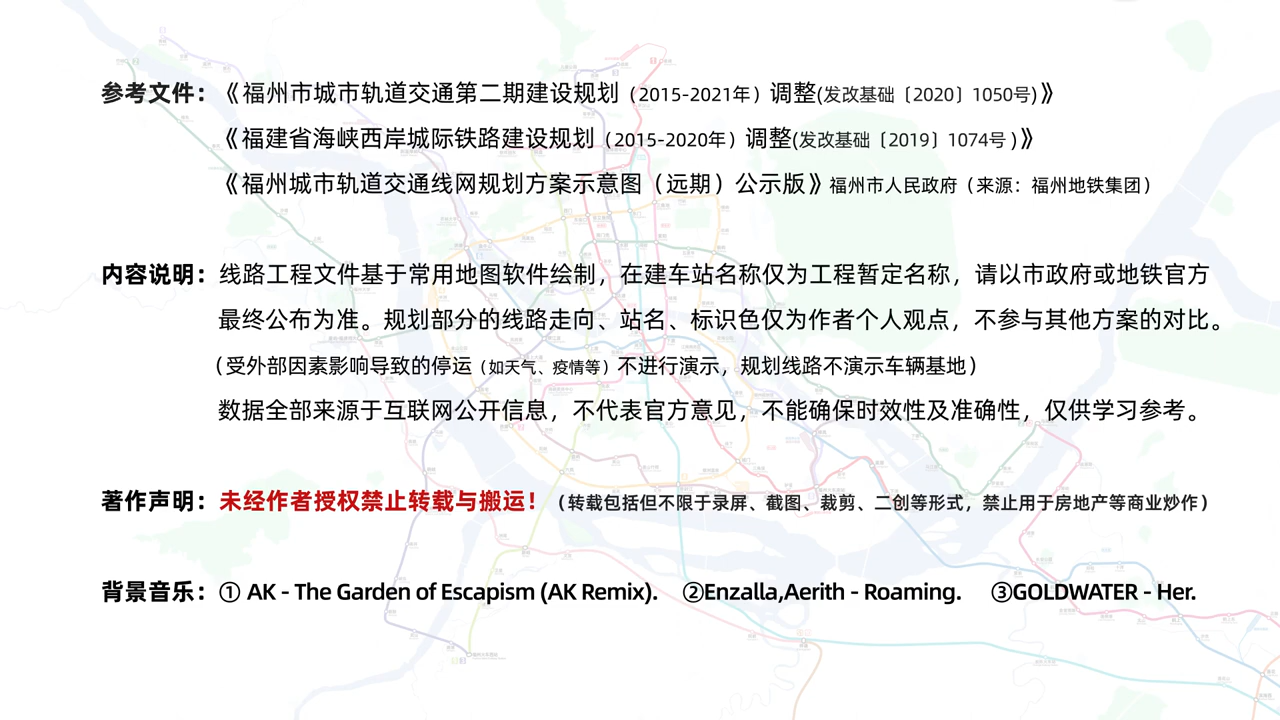 参考文件：《福州市城市轨道交通第二期建设规划（2015-2021年）调整(发改基础〔2020〕1050号)》
《福建省海峡西岸城际铁路建设规划（2015-2020年）调整(发改基础〔2019〕1074号 )》
《福州城市轨道交通线网规划方案示意图（远期）公示版》福州市人民政府（来源：福州地铁集团）
内容说明：线路工程文件基于常用地图软件绘制，在建车站名称仅为工程暂定名称，请以市政府或地铁官方
最终公布为准。规划部分的线路走向、站名、标识色仅为作者个人观点，不参与其他方案的对比。
（受外部因素影响导致的停运（如天气、疫情等）不进行演示，规划线路不演示车辆基地）
数据全部来源于互联网公开信息，不代表官方意见，不能确保时效性及准确性，仅供学习参考。
著作声明：未经作者授权禁止转载与搬运！（转载包括但不限于录屏、截图、裁剪、二创等形式，禁止用于房地产等商业炒作）
背景音乐：① AK - The Garden of Escapism (AK Remix). ②Enzalla,Aerith - Roaming. ③GOLDWATER - Her.